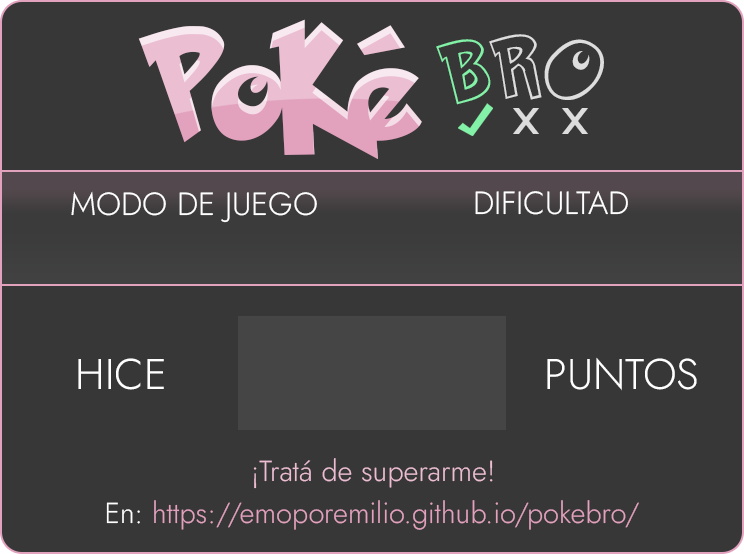 Poké BRO
✓ X X
MODO DE JUEGO DIFICULTAD
HICE PUNTOS
¡Tratá de superarme!
En: https://emoporemilio.github.io/pokebro/